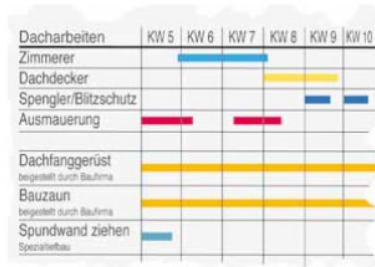 Dacharbeiten KW 5 KW 6 KW 7 KW 8 KW 9 KW 10
Zimmerer
Dachdecker
Spengler/Blitzschutz
Ausmauerung
Dachfanggerüst
beigestellt durch Baufirma
Bauzaun
beigestellt durch Baufirma
Spundwand ziehen
Spezialtiefbau